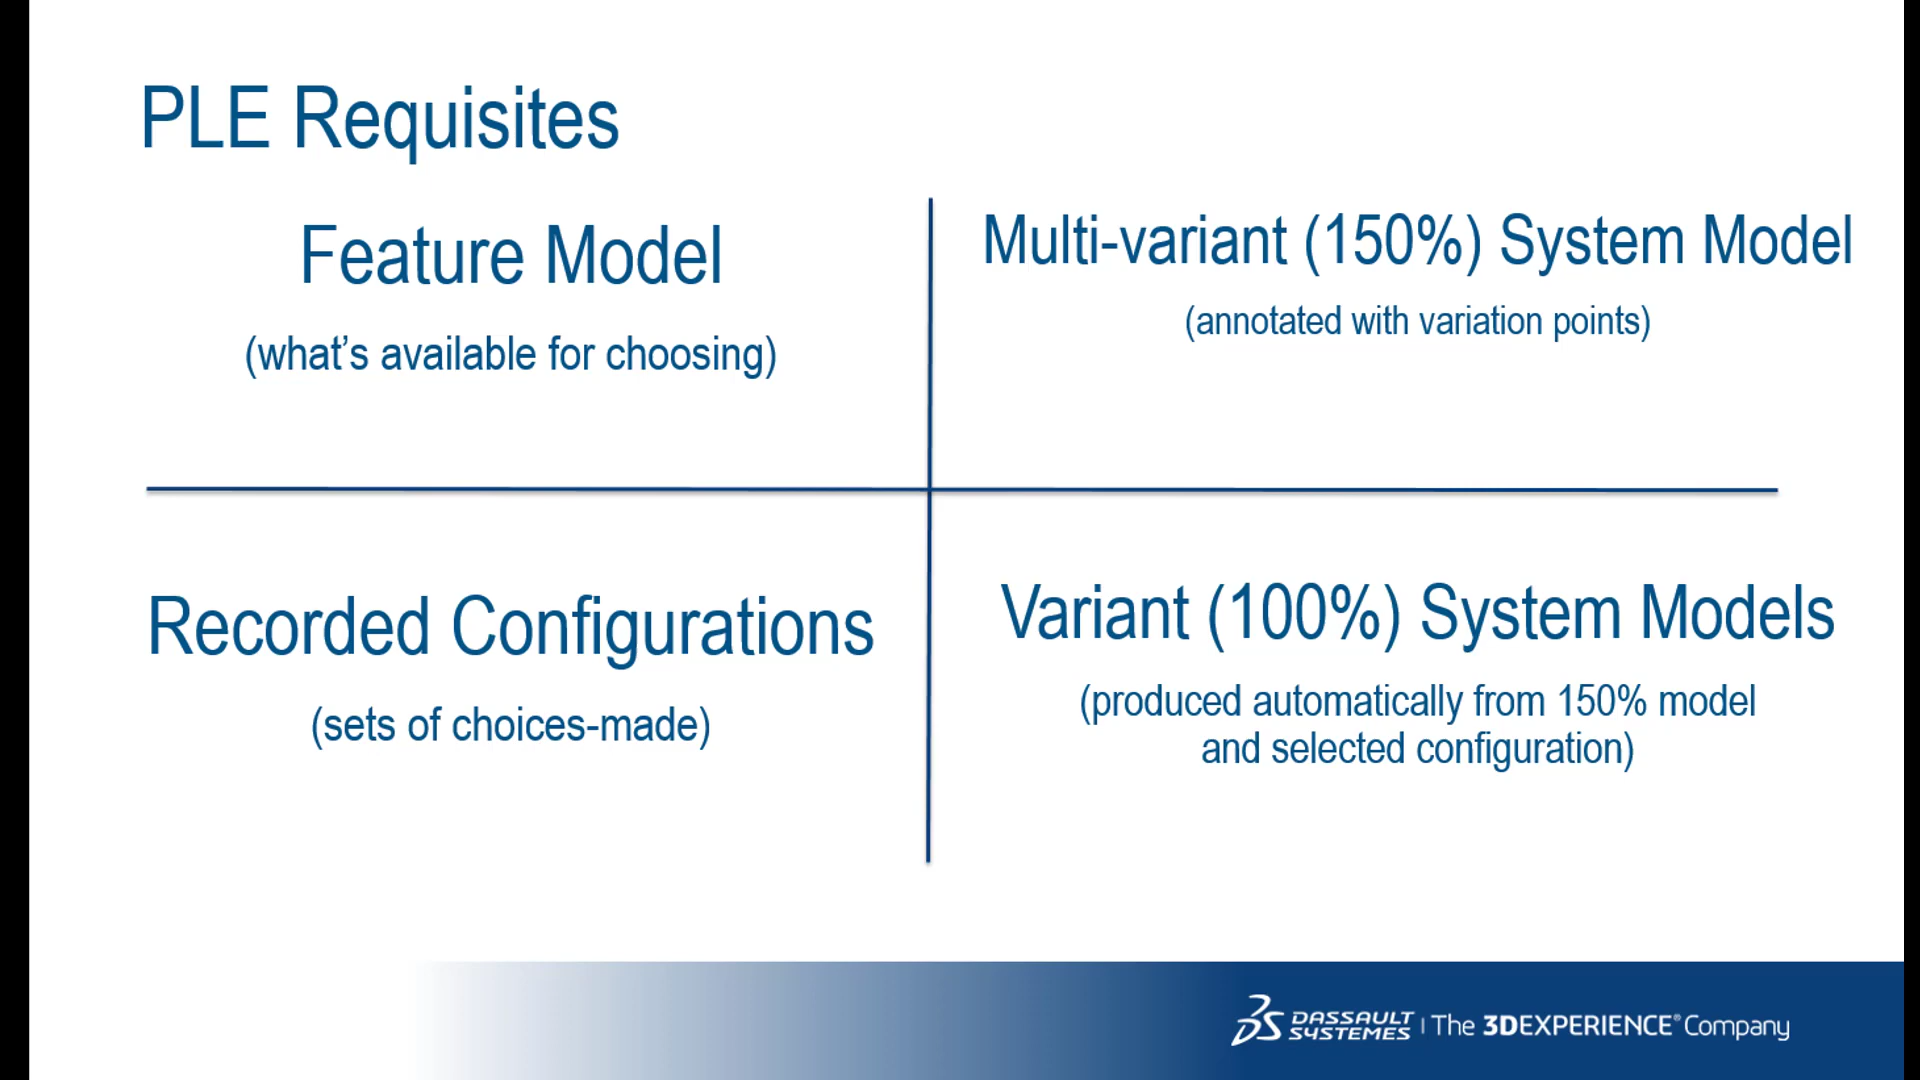 PLE Requisites
Feature Model
(what’s available for choosing)
Multi-variant (150%) System Model
(annotated with variation points)
Recorded Configurations
(sets of choices-made)
Variant (100%) System Models
(produced automatically from 150% model
and selected configuration)
DASSAULT SYSTEMES | The 3DEXPERIENCE® Company